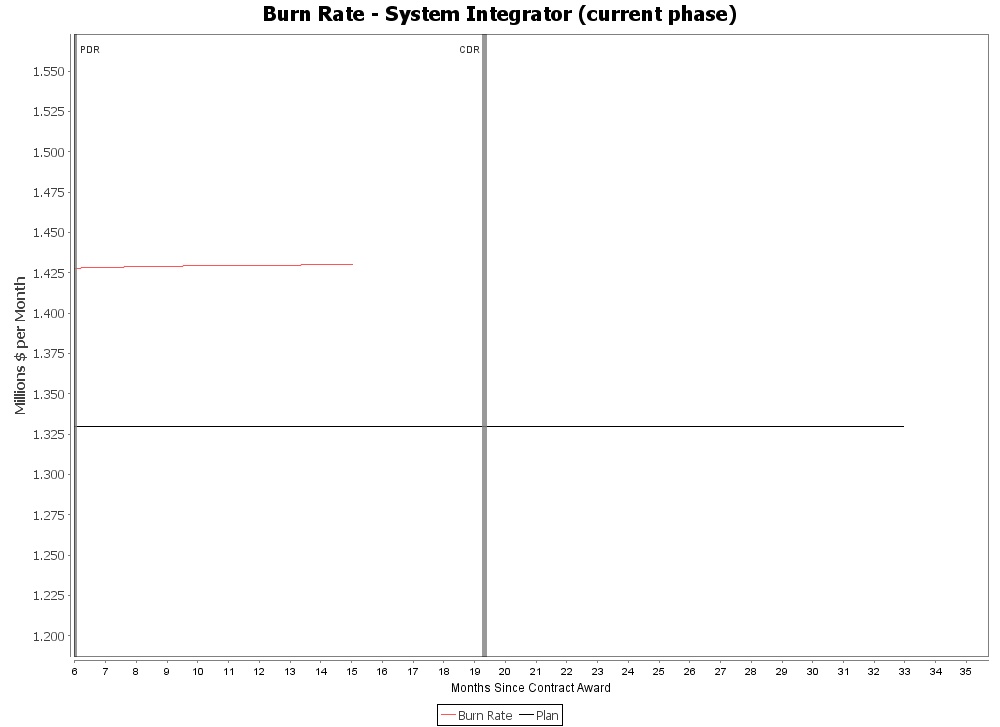 Burn Rate - System Integrator (current phase)
PDR
CDR
1.550
1.525
1.500
1.475
1.450
1.425
1.400
1.375
1.350
1.325
1.300
1.275
1.250
1.225
1.200
Millions $ per Month
6 7 8 9 10 11 12 13 14 15 16 17 18 19 20 21 22 23 24 25 26 27 28 29 30 31 32 33 34 35
Months Since Contract Award
Burn Rate Plan